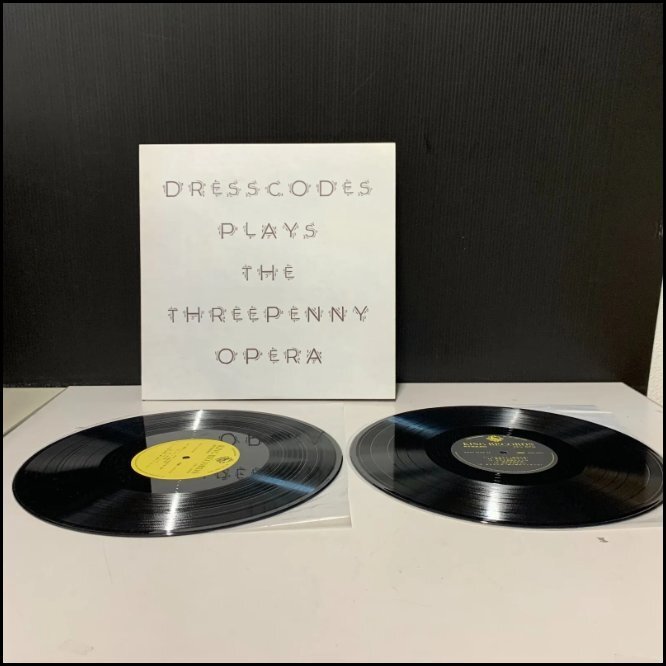 DRESSCODES
PLAYS
THE
THREEPENNY
OPERA
KING RECORDS